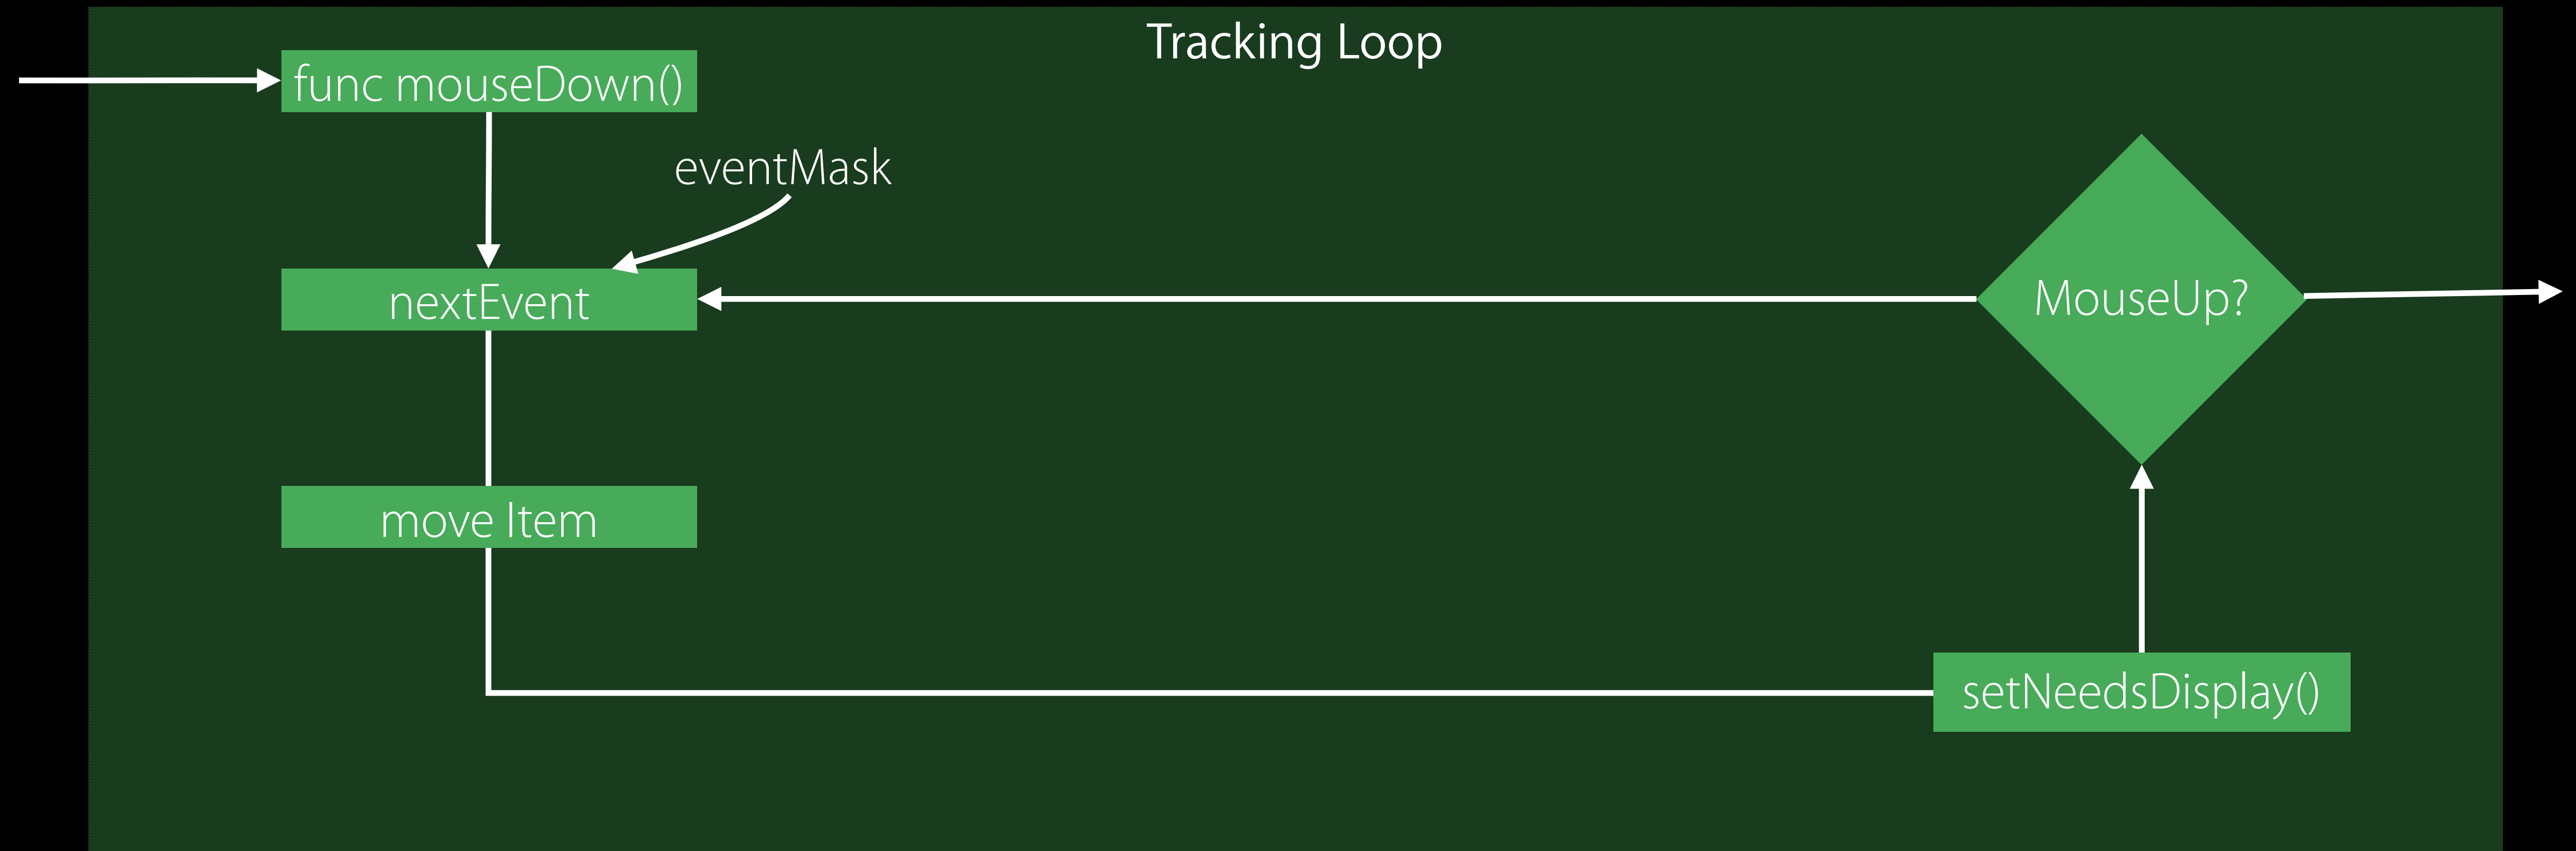 Tracking Loop
func mouseDown()
eventMask
nextEvent
MouseUp?
move Item
setNeedsDisplay()